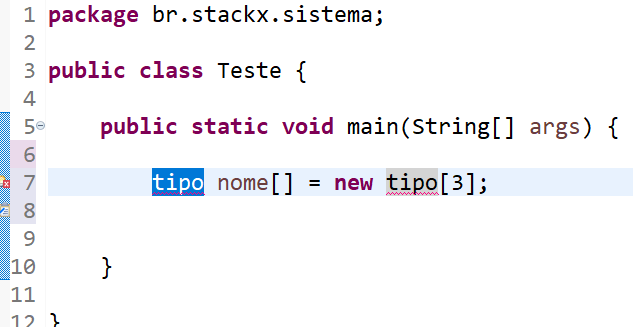 1 package br.stackx.sistema;
2
3 public class Teste {
4
5 public static void main(String[] args) {
6
7 tipo nome[] = new tipo[3];
8
9
10 }
11
12 }